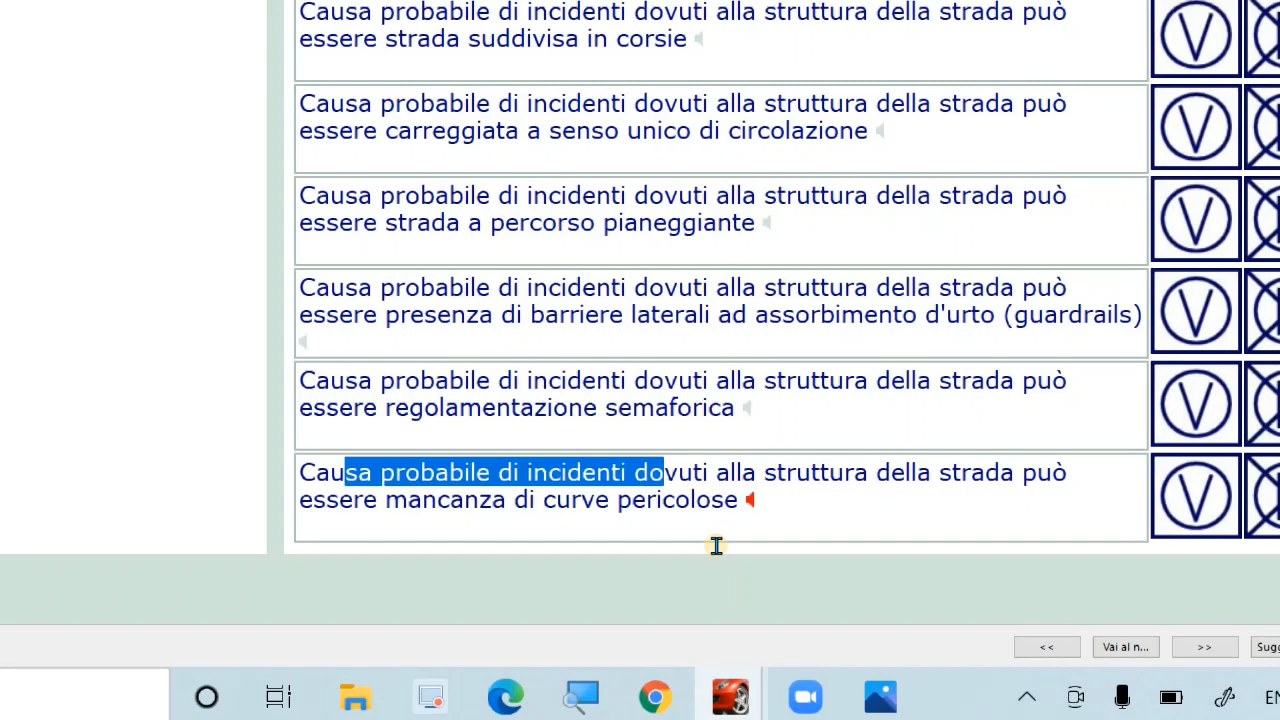 Causa probabile di incidenti dovuti alla struttura della strada può
essere strada suddivisa in corsie
V
Causa probabile di incidenti dovuti alla struttura della strada può
essere carreggiata a senso unico di circolazione
V
Causa probabile di incidenti dovuti alla struttura della strada può
essere strada a percorso pianeggiante
V
Causa probabile di incidenti dovuti alla struttura della strada può
essere presenza di barriere laterali ad assorbimento d'urto (guardrails)
V
Causa probabile di incidenti dovuti alla struttura della strada può
essere regolamentazione semaforica
V
Causa probabile di incidenti dovuti alla struttura della strada può
essere mancanza di curve pericolose
V
<< Vai al n... >> Sugg
EN